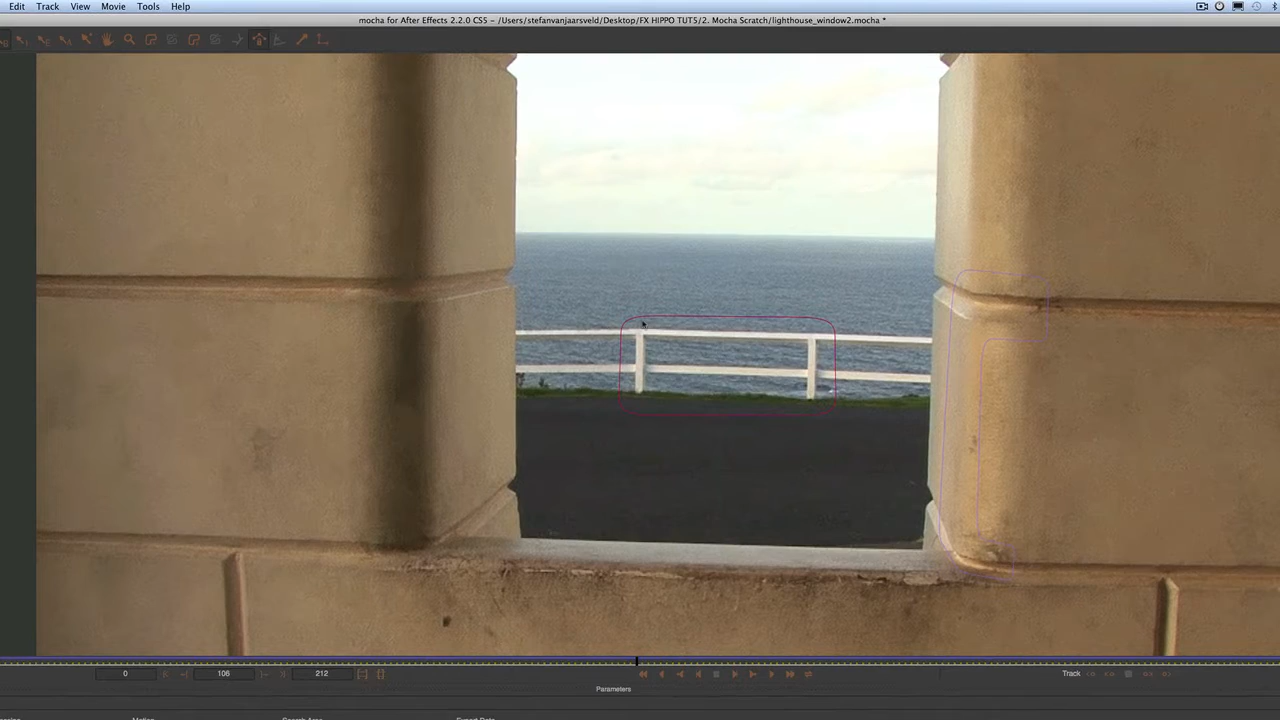 Edit Track View Movie Tools Help
mocha for After Effects 2.2.0 CS5 – /Users/stefanvanjaarsveld/Desktop/FX HIPPO TUT5/2. Mocha Scratch/lighthouse_window2.mocha *
0 106 212 Track
Parameters
Motion Search Area Export Data